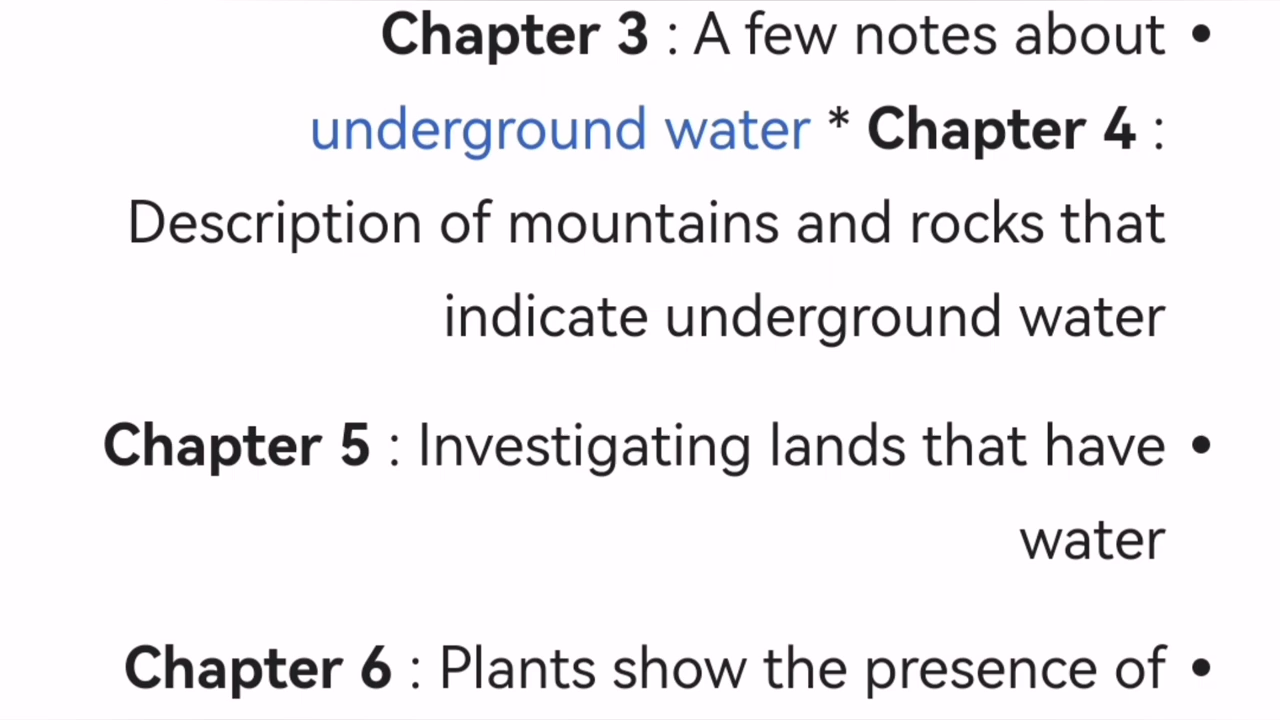 • Chapter 3 : A few notes about
underground water * Chapter 4 :
Description of mountains and rocks that
indicate underground water
• Chapter 5 : Investigating lands that have
water
• Chapter 6 : Plants show the presence of